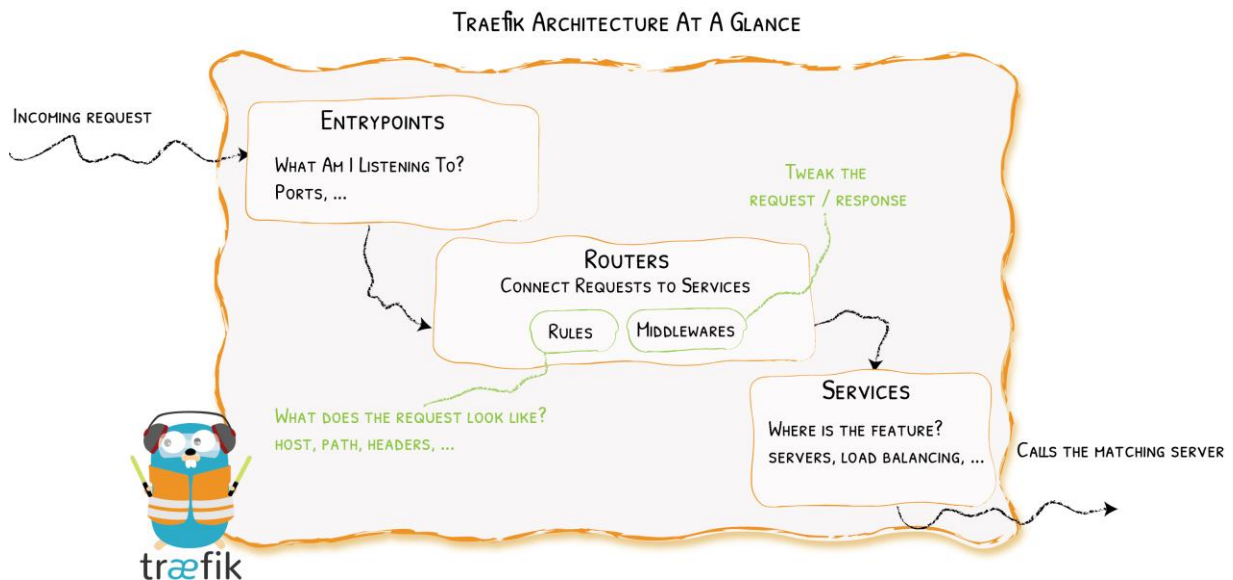 TRAEfiK ARCHITECTURE AT A GLANCE
INCOMING REQUEST
ENTRYPOINTS
WHAT AM I LISTENING TO?
PORTS, ...
TWEAK THE
REQUEST / RESPONSE
ROUTERS
CONNECT REQUESTS TO SERVICES
RULES
MIDDLEWARES
WHAT DOES THE REQUEST LOOK LIKE?
HOST, PATH, HEADERS, ...
SERVICES
WHERE IS THE FEATURE?
SERVERS, LOAD BALANCING, ...
CALLS THE MATCHING SERVER
træfik